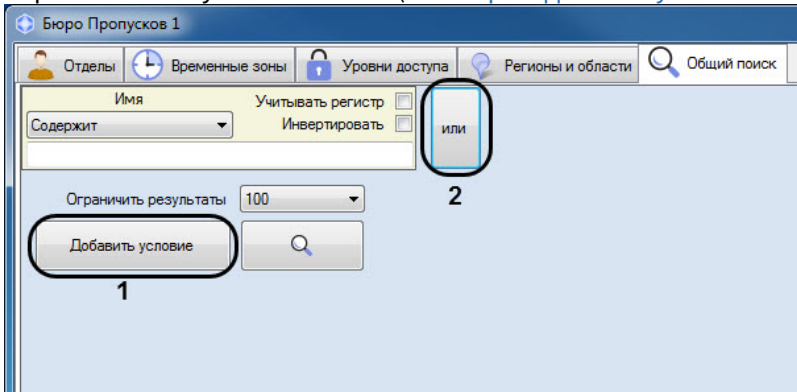 Бюро Пропусков 1
Отделы Временные зоны Уровни доступа Регионы и области Общий поиск
Имя Учитывать регистр
Содержит Инвертировать
или
2
Ограничить результаты 100
Добавить условие
1